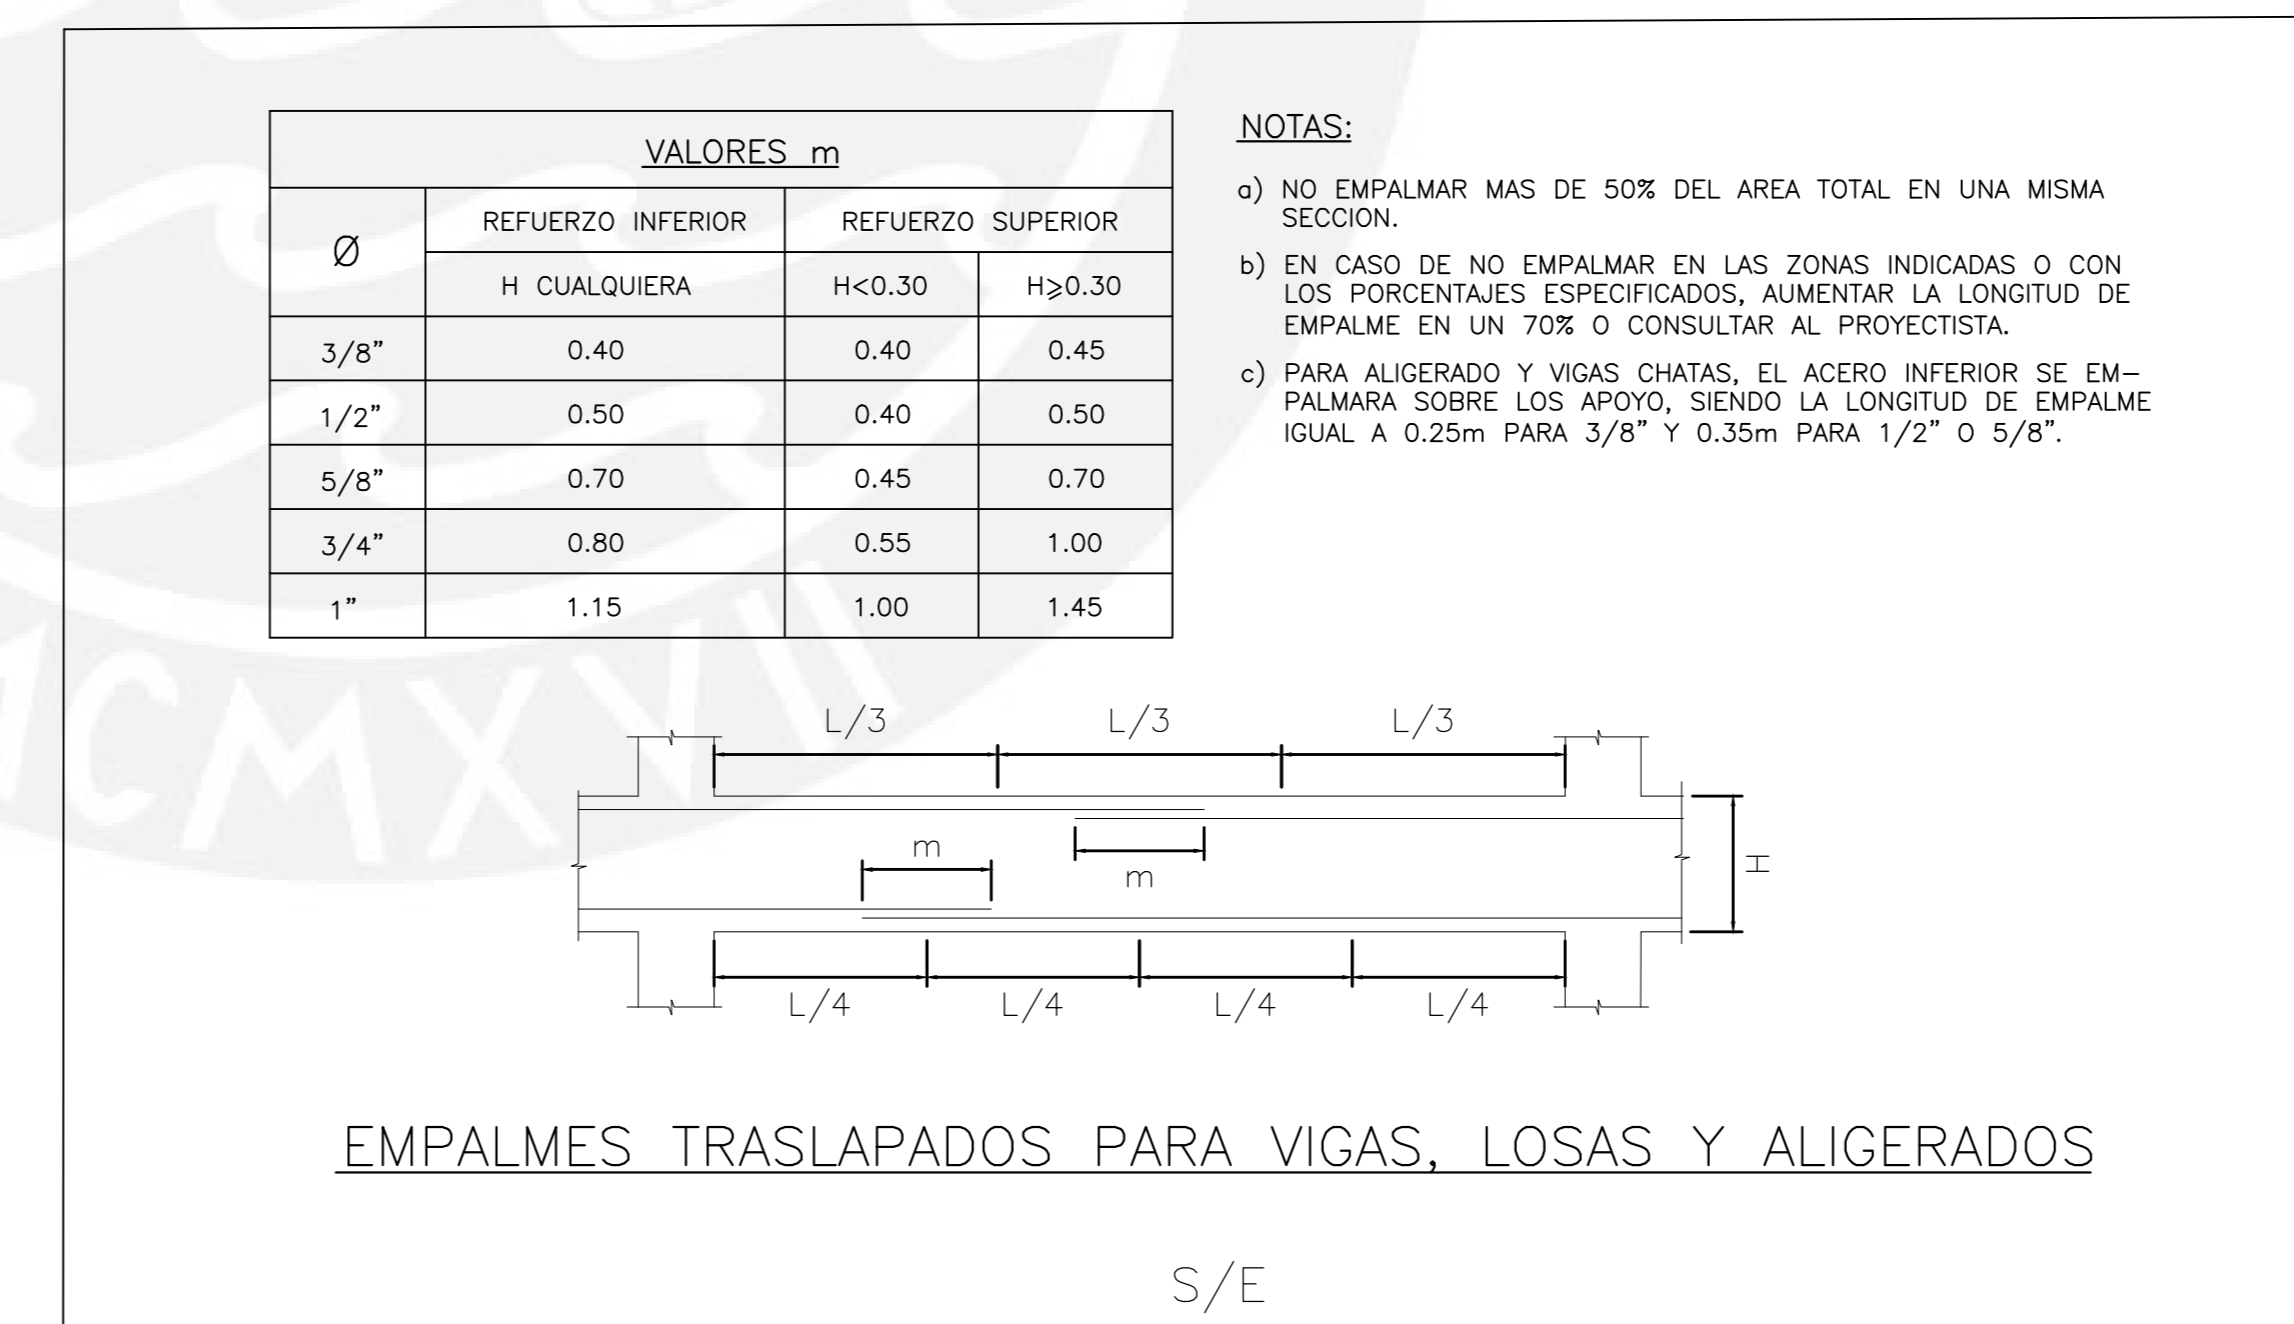 VALORES m
Ø
REFUERZO INFERIOR
REFUERZO SUPERIOR
H CUALQUIERA
H<0.30
H⩾0.30
3/8" 0.40 0.40 0.45
1/2" 0.50 0.40 0.50
5/8" 0.70 0.45 0.70
3/4" 0.80 0.55 1.00
1" 1.15 1.00 1.45
NOTAS:
a) NO EMPALMAR MAS DE 50% DEL AREA TOTAL EN UNA MISMA
SECCION.
b) EN CASO DE NO EMPALMAR EN LAS ZONAS INDICADAS O CON
LOS PORCENTAJES ESPECIFICADOS, AUMENTAR LA LONGITUD DE
EMPALME EN UN 70% O CONSULTAR AL PROYECTISTA.
c) PARA ALIGERADO Y VIGAS CHATAS, EL ACERO INFERIOR SE EM-
PALMARA SOBRE LOS APOYO, SIENDO LA LONGITUD DE EMPALME
IGUAL A 0.25m PARA 3/8" Y 0.35m PARA 1/2" O 5/8".
L/3 L/3 L/3
m
m
H
L/4 L/4 L/4 L/4
EMPALMES TRASLAPADOS PARA VIGAS, LOSAS Y ALIGERADOS
S/E
MCMXVII